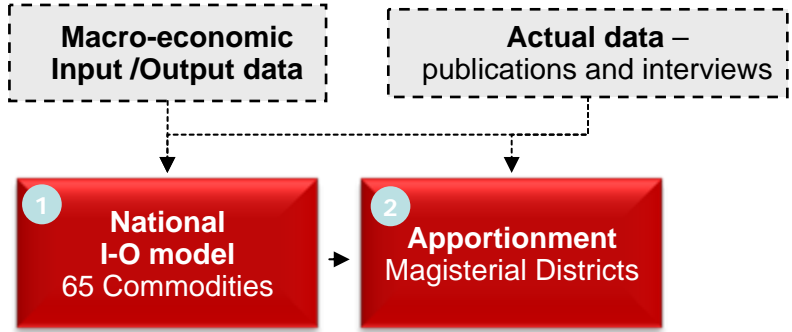 Macro-economic
Input /Output data
Actual data –
publications and interviews
1
National
I-O model
65 Commodities
2
Apportionment
Magisterial Districts